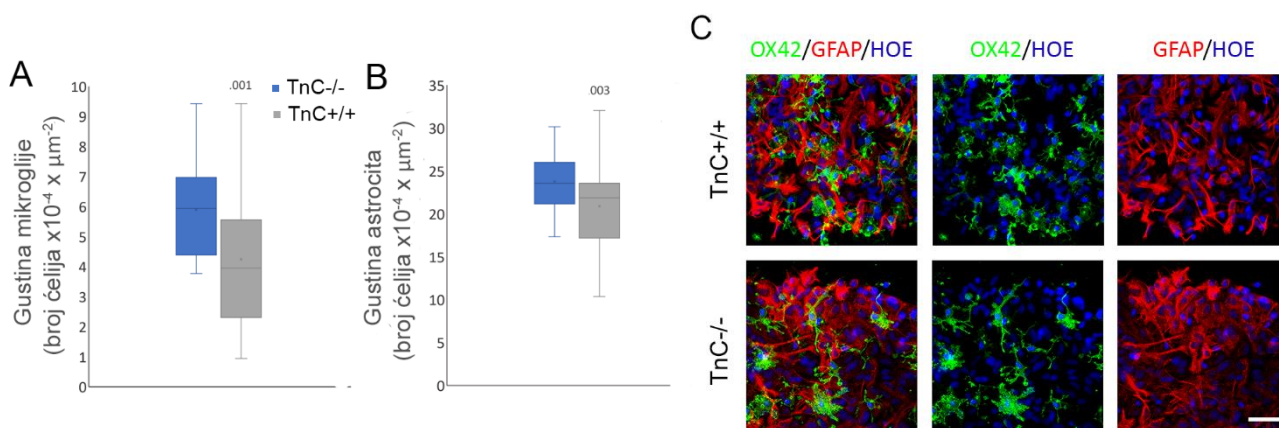 A
Gustina mikroglije
(broj ćelija x10⁻⁴ x µm⁻²)
10
9
8
7
6
5
4
3
2
1
0
.001
TnC-/-
TnC+/+
B
Gustina astrocita
(broj ćelija x10⁻⁴ x µm⁻²)
35
30
25
20
15
10
5
0
003
C
OX42/GFAP/HOE
OX42/HOE
GFAP/HOE
TnC+/+
TnC-/-